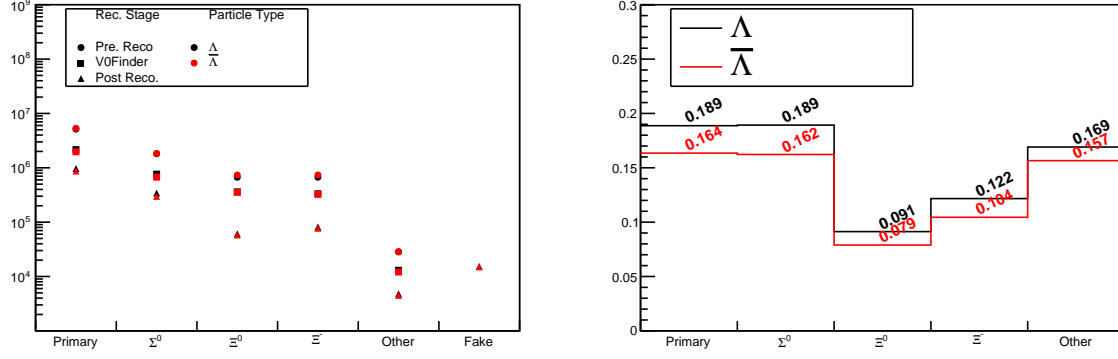 10⁹
10⁸
10⁷
10⁶
10⁵
10⁴
Rec. Stage Particle Type
Pre. Reco Λ
V0Finder Λ̅
Post Reco.
Primary Σ⁰ Ξ⁰ Ξ⁻ Other Fake
0.3
0.25
0.2
0.15
0.1
0.05
0
Λ
Λ̅
0.189 0.189 0.091 0.122 0.169
0.164 0.162 0.079 0.104 0.157
Primary Σ⁰ Ξ⁰ Ξ⁻ Other